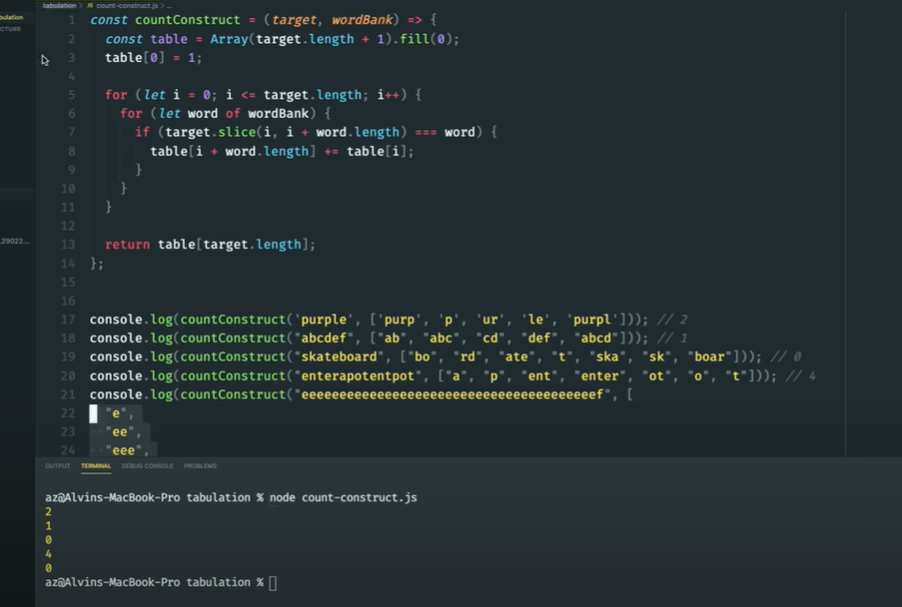 tabulation
JS count-construct.js > ...
bulation
CTURE
29022...
1 const countConstruct = (target, wordBank) => {
2 const table = Array(target.length + 1).fill(0);
3 table[0] = 1;
4
5 for (let i = 0; i <= target.length; i++) {
6 for (let word of wordBank) {
7 if (target.slice(i, i + word.length) === word) {
8 table[i + word.length] += table[i];
9 }
10 }
11 }
12
13 return table[target.length];
14 };
15
16
17 console.log(countConstruct('purple', ['purp', 'p', 'ur', 'le', 'purpl'])); // 2
18 console.log(countConstruct("abcdef", ["ab", "abc", "cd", "def", "abcd"])); // 1
19 console.log(countConstruct("skateboard", ["bo", "rd", "ate", "t", "ska", "sk", "boar"])); // 0
20 console.log(countConstruct("enterapotentpot", ["a", "p", "ent", "enter", "ot", "o", "t"])); // 4
21 console.log(countConstruct("eeeeeeeeeeeeeeeeeeeeeeeeeeeeeeeeeeeeeeef", [
22 "e",
23 "ee",
24 "eee",
OUTPUT TERMINAL DEBUG CONSOLE PROBLEMS
az@Alvins-MacBook-Pro tabulation % node count-construct.js
2
1
0
4
0
az@Alvins-MacBook-Pro tabulation %